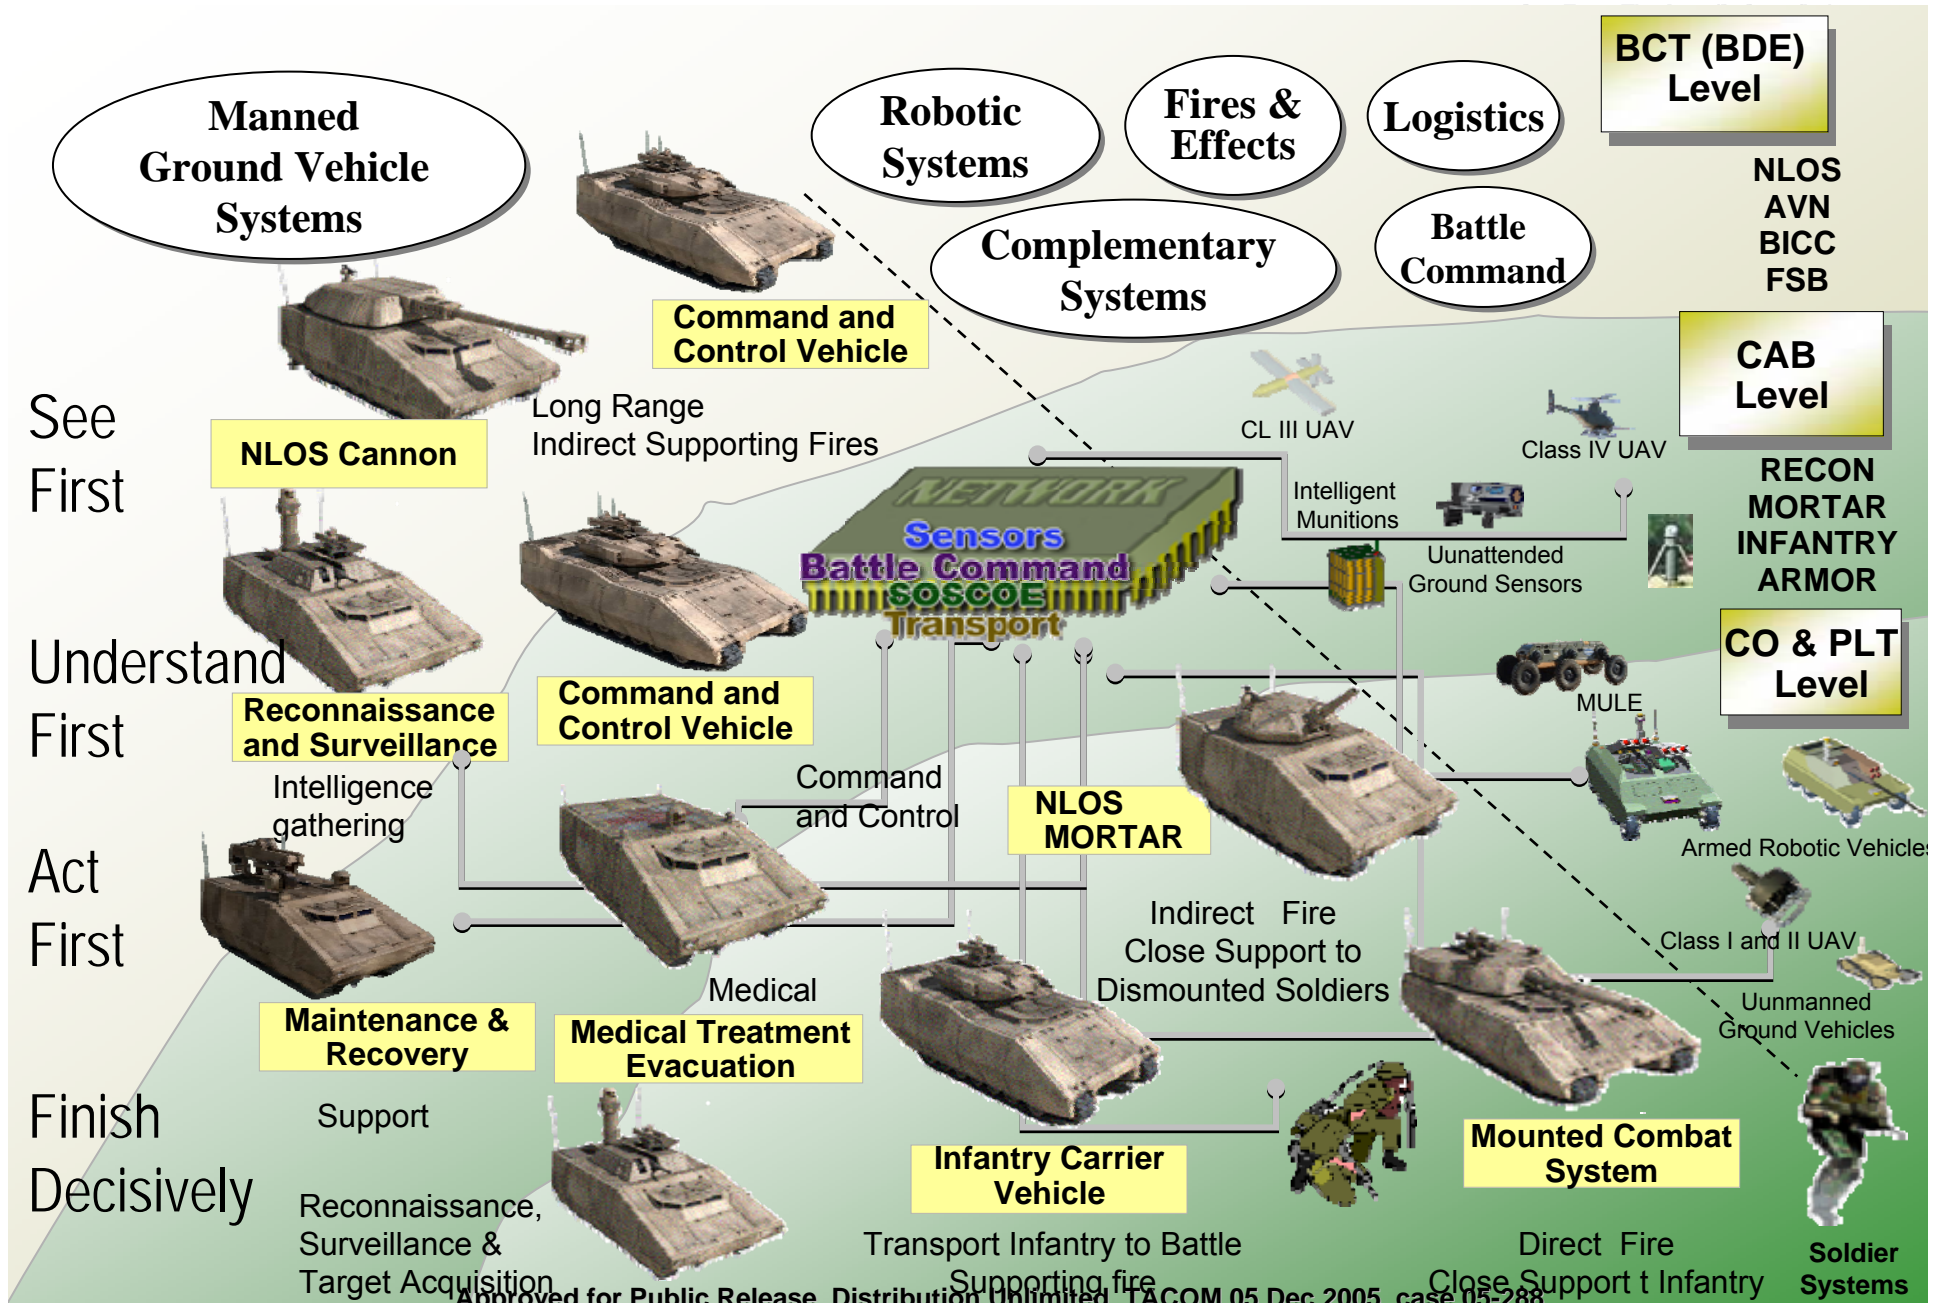 Manned
Ground Vehicle
Systems
Robotic
Systems
Fires &
Effects
Logistics
Complementary
Systems
Battle
Command
BCT (BDE)
Level
NLOS
AVN
BICC
FSB
Command and
Control Vehicle
CAB
Level
See
First
NLOS Cannon
Long Range
Indirect Supporting Fires
CL III UAV
Class IV UAV
RECON
MORTAR
INFANTRY
ARMOR
Intelligent
Munitions
Uunattended
Ground Sensors
NETWORK
Sensors
Battle Command
SOSCOE
Transport
Understand
First
Reconnaissance
and Surveillance
Command and
Control Vehicle
CO & PLT
Level
MULE
Intelligence
gathering
Command
and Control
NLOS
MORTAR
Armed Robotic Vehicles
Act
First
Indirect Fire
Close Support to
Dismounted Soldiers
Class I and II UAV
Uunmanned
Ground Vehicles
Medical
Maintenance &
Recovery
Medical Treatment
Evacuation
Finish
Decisively
Support
Infantry Carrier
Vehicle
Mounted Combat
System
Reconnaissance,
Surveillance &
Target Acquisition
Transport Infantry to Battle
Supporting fire
Direct Fire
Close Support t Infantry
Soldier
Systems
Approved for Public Release, Distribution Unlimited, TACOM 05 Dec 2005, case 05-288